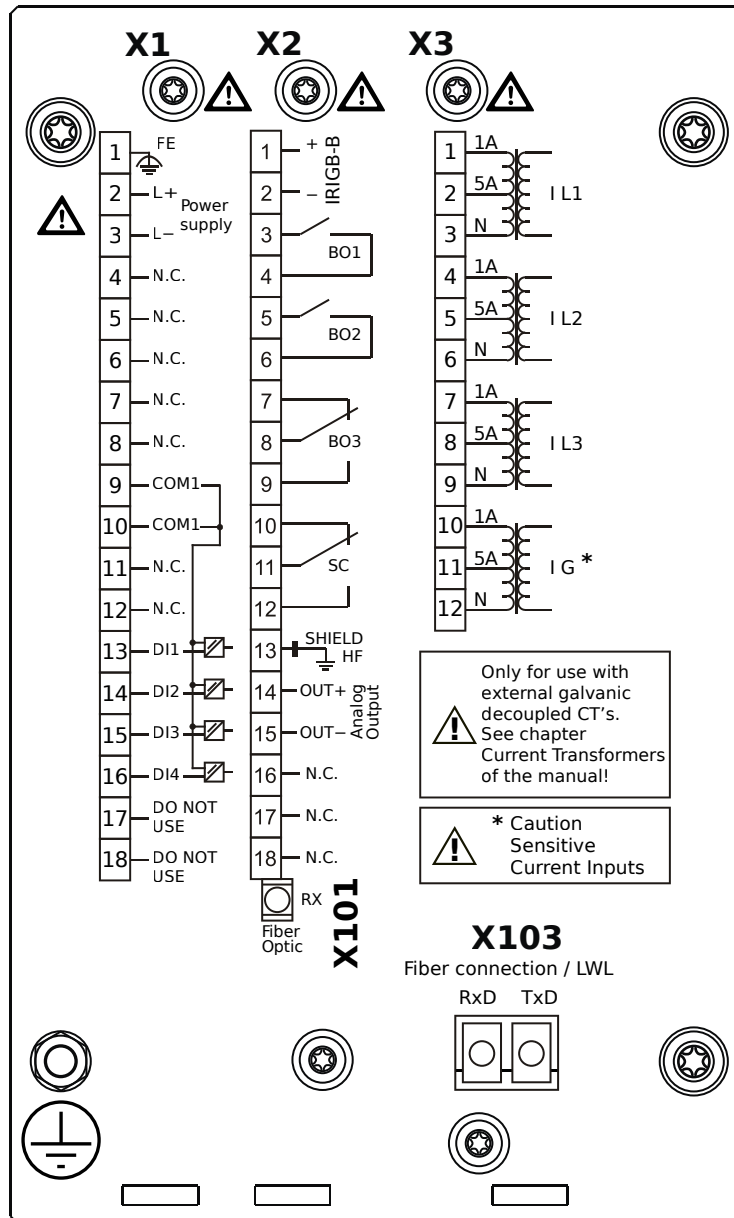 X1
X2
X3
1
FE
2
L+
Power
supply
3
L−
4
N.C.
5
N.C.
6
N.C.
7
N.C.
8
N.C.
9
COM1
10
COM1
11
N.C.
12
N.C.
13
DI1
14
DI2
15
DI3
16
DI4
17
DO NOT
USE
18
DO NOT
USE
1
+
IRIGB-B
2
−
3
BO1
4
5
BO2
6
7
8
BO3
9
10
11
SC
12
13
SHIELD
HF
14
OUT+
Analog
Output
15
OUT−
16
N.C.
17
N.C.
18
N.C.
RX
Fiber
Optic
X101
1
1A
2
5A
I L1
3
N
4
1A
5
5A
I L2
6
N
7
1A
8
5A
I L3
9
N
10
1A
11
5A
I G *
12
N
!
!
!
!
!
Only for use with
external galvanic
decoupled CT's.
See chapter
Current Transformers
of the manual!
!
* Caution
Sensitive
Current Inputs
X103
Fiber connection / LWL
RxD TxD